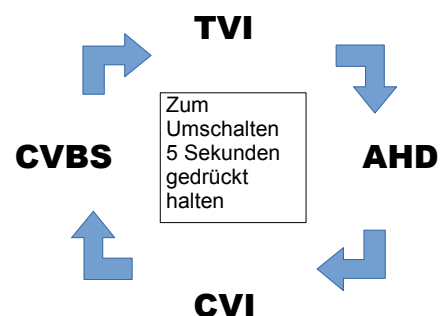 TVI
Zum
Umschalten
CVBS
5 Sekunden
AHD
gedrückt
halten
CVI